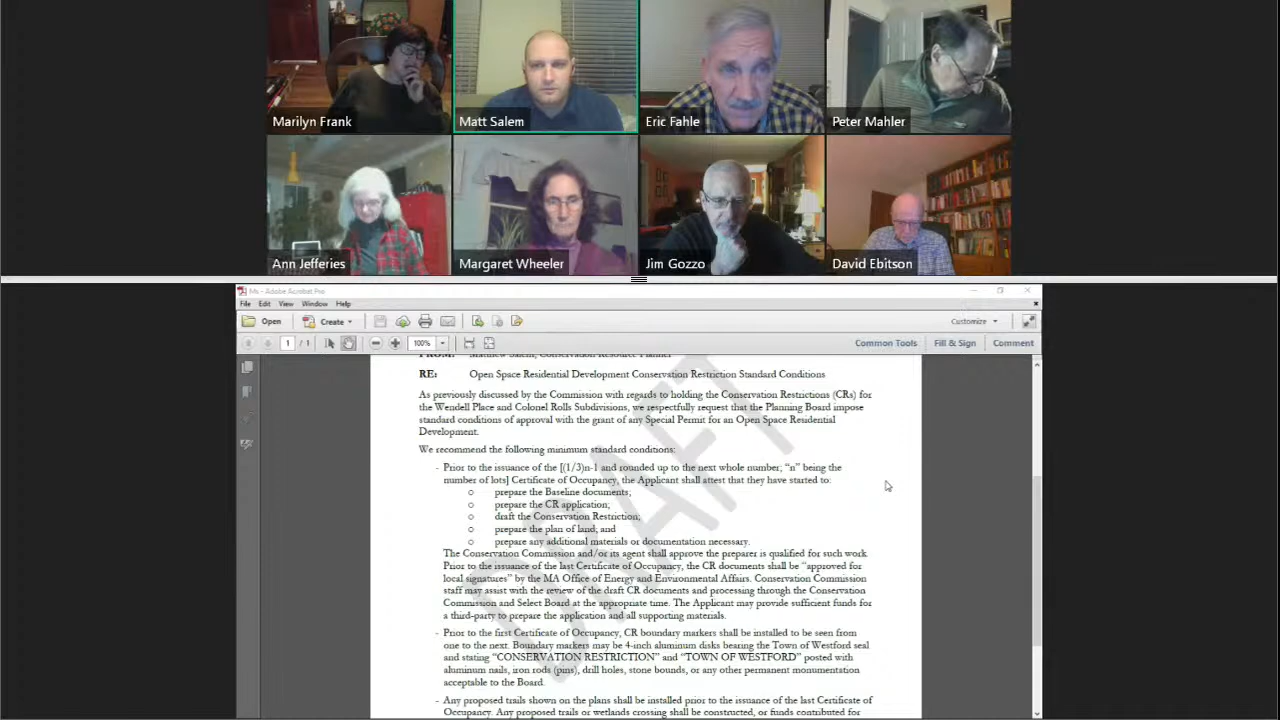 Marilyn Frank
Matt Salem
Eric Fahle
Peter Mahler
Ann Jefferies
Margaret Wheeler
Jim Gozzo
David Ebitson
- Adobe Acrobat Pro
File Edit View Window Help
Open Create Customize
1 / 1 100% Common Tools Fill & Sign Comment
FROM: Matthew Salem, Conservation Resource Planner
RE: Open Space Residential Development Conservation Restriction Standard Conditions
As previously discussed by the Commission with regards to holding the Conservation Restrictions (CRs) for
the Wendell Place and Colonel Rolls Subdivisions, we respectfully request that the Planning Board impose
standard conditions of approval with the grant of any Special Permit for an Open Space Residential
Development.
We recommend the following minimum standard conditions:
- Prior to the issuance of the [(1/3)n-1 and rounded up to the next whole number; “n” being the
number of lots] Certificate of Occupancy, the Applicant shall attest that they have started to:
o prepare the Baseline documents;
o prepare the CR application;
o draft the Conservation Restriction;
o prepare the plan of land; and
o prepare any additional materials or documentation necessary.
The Conservation Commission and/or its agent shall approve the preparer is qualified for such work.
Prior to the issuance of the last Certificate of Occupancy, the CR documents shall be “approved for
local signatures” by the MA Office of Energy and Environmental Affairs. Conservation Commission
staff may assist with the review of the draft CR documents and processing through the Conservation
Commission and Select Board at the appropriate time. The Applicant may provide sufficient funds for
a third-party to prepare the application and all supporting materials.
- Prior to the first Certificate of Occupancy, CR boundary markers shall be installed to be seen from
one to the next. Boundary markers may be 4-inch aluminum disks bearing the Town of Westford seal
and stating “CONSERVATION RESTRICTION” and “TOWN OF WESTFORD” posted with
aluminum nails, iron rods (pins), drill holes, stone bounds, or any other permanent monumentation
acceptable to the Board.
- Any proposed trails shown on the plans shall be installed prior to the issuance of the last Certificate of
Occupancy. Any proposed trails or wetlands crossing shall be constructed, or funds contributed for
DRAFT